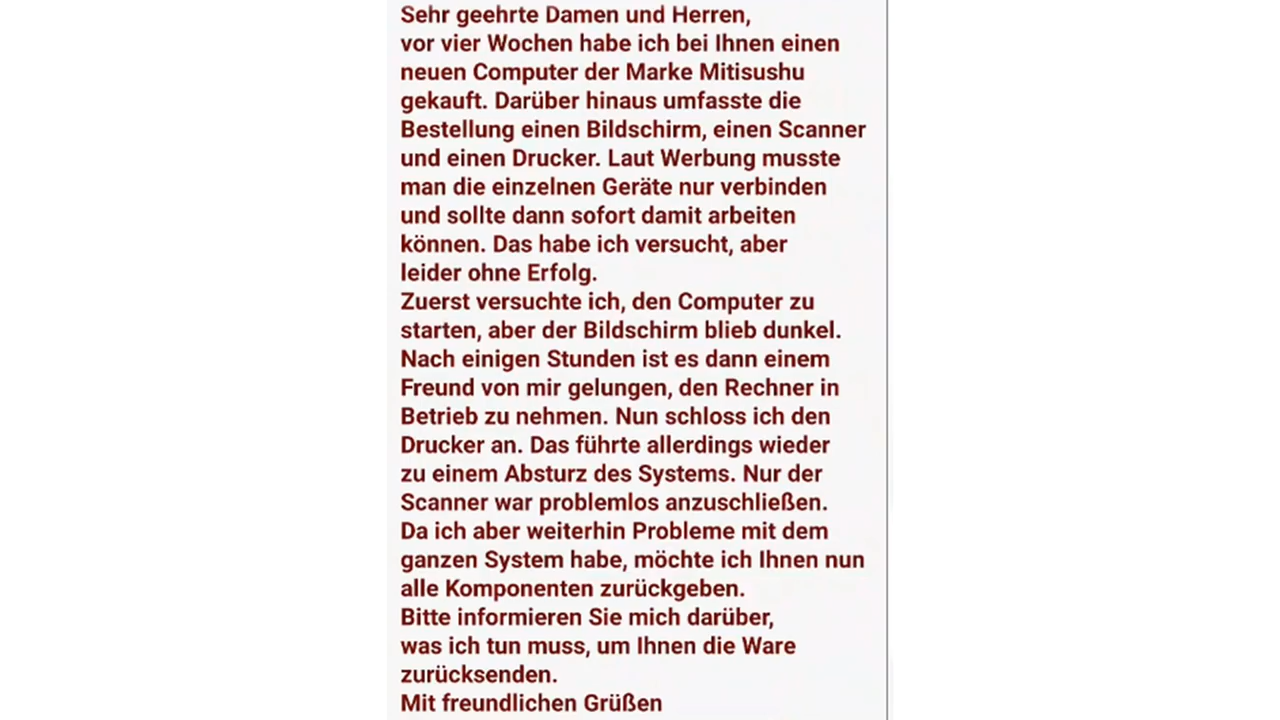 Sehr geehrte Damen und Herren,
vor vier Wochen habe ich bei Ihnen einen
neuen Computer der Marke Mitisushu
gekauft. Darüber hinaus umfasste die
Bestellung einen Bildschirm, einen Scanner
und einen Drucker. Laut Werbung musste
man die einzelnen Geräte nur verbinden
und sollte dann sofort damit arbeiten
können. Das habe ich versucht, aber
leider ohne Erfolg.
Zuerst versuchte ich, den Computer zu
starten, aber der Bildschirm blieb dunkel.
Nach einigen Stunden ist es dann einem
Freund von mir gelungen, den Rechner in
Betrieb zu nehmen. Nun schloss ich den
Drucker an. Das führte allerdings wieder
zu einem Absturz des Systems. Nur der
Scanner war problemlos anzuschließen.
Da ich aber weiterhin Probleme mit dem
ganzen System habe, möchte ich Ihnen nun
alle Komponenten zurückgeben.
Bitte informieren Sie mich darüber,
was ich tun muss, um Ihnen die Ware
zurücksenden.
Mit freundlichen Grüßen